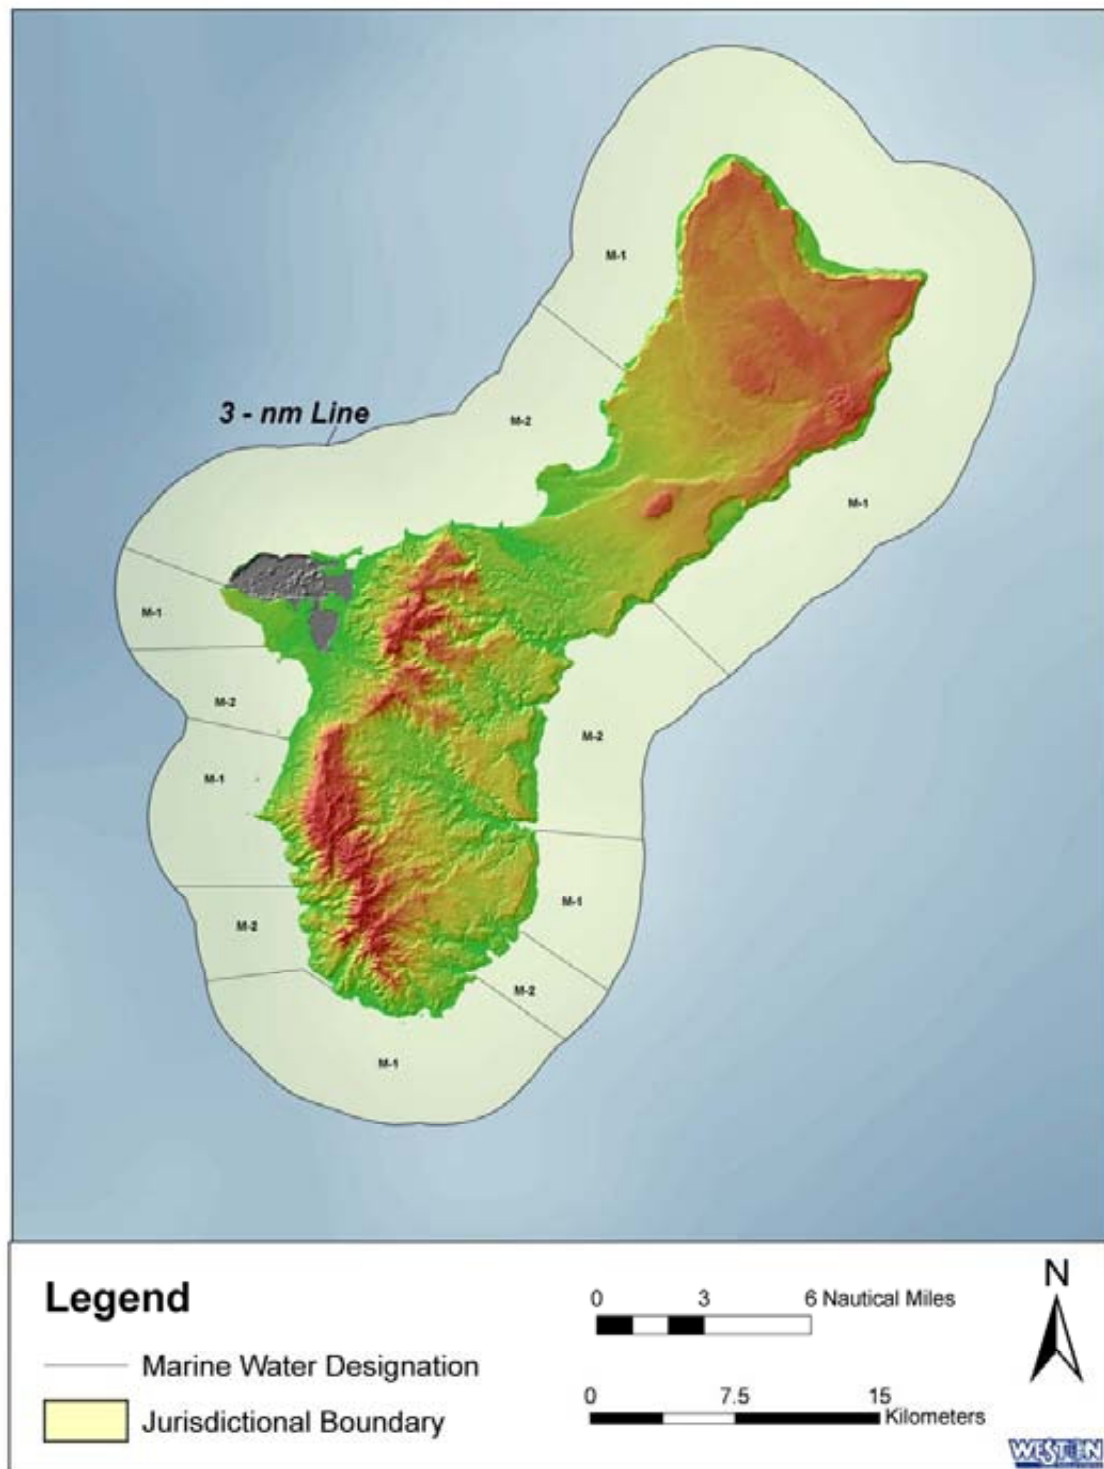 M-1
3 - nm Line
M-2
M-1
M-1
M-2
M-2
M-1
M-1
M-2
M-2
M-1
Legend
Marine Water Designation
Jurisdictional Boundary
0 3 6 Nautical Miles
0 7.5 15 Kilometers
N
WESTON